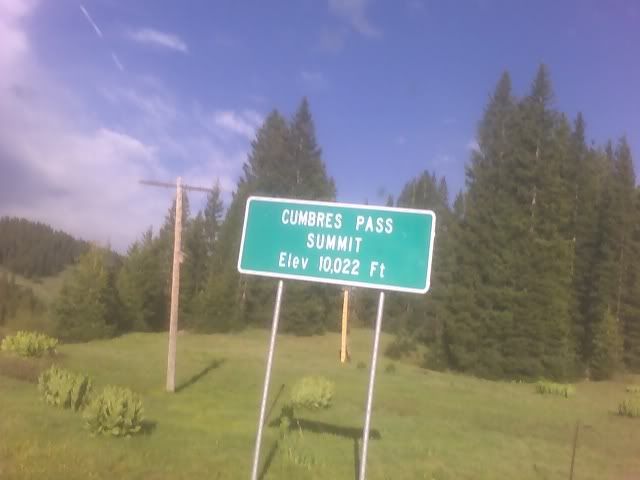 CUMBRES PASS
SUMMIT
Elev 10,022 Ft